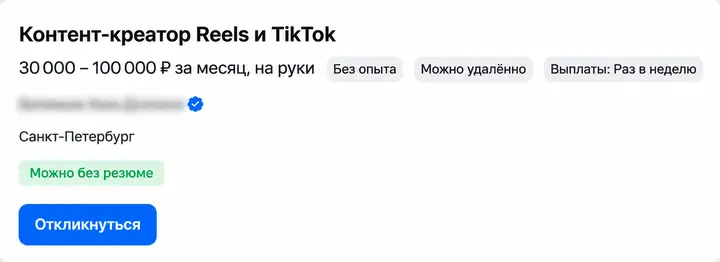 Контент-креатор Reels и TikTok
30 000 – 100 000 ₽ за месяц, на руки Без опыта Можно удалённо Выплаты: Раз в неделю
Санкт-Петербург
Можно без резюме
Откликнуться